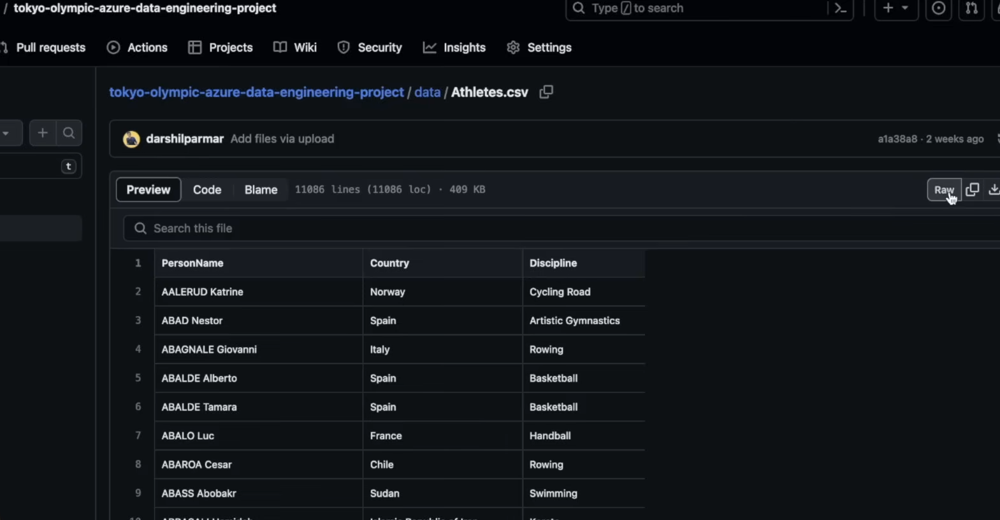 / tokyo-olympic-azure-data-engineering-project
Type / to search
Pull requests Actions Projects Wiki Security Insights Settings
tokyo-olympic-azure-data-engineering-project / data / Athletes.csv
darshilparmar Add files via upload a1a38a8 · 2 weeks ago
t
Preview Code Blame 11086 lines (11086 loc) · 409 KB Raw
Search this file
1 PersonName Country Discipline
2 AALERUD Katrine Norway Cycling Road
3 ABAD Nestor Spain Artistic Gymnastics
4 ABAGNALE Giovanni Italy Rowing
5 ABALDE Alberto Spain Basketball
6 ABALDE Tamara Spain Basketball
7 ABALO Luc France Handball
8 ABAROA Cesar Chile Rowing
9 ABASS Abobakr Sudan Swimming